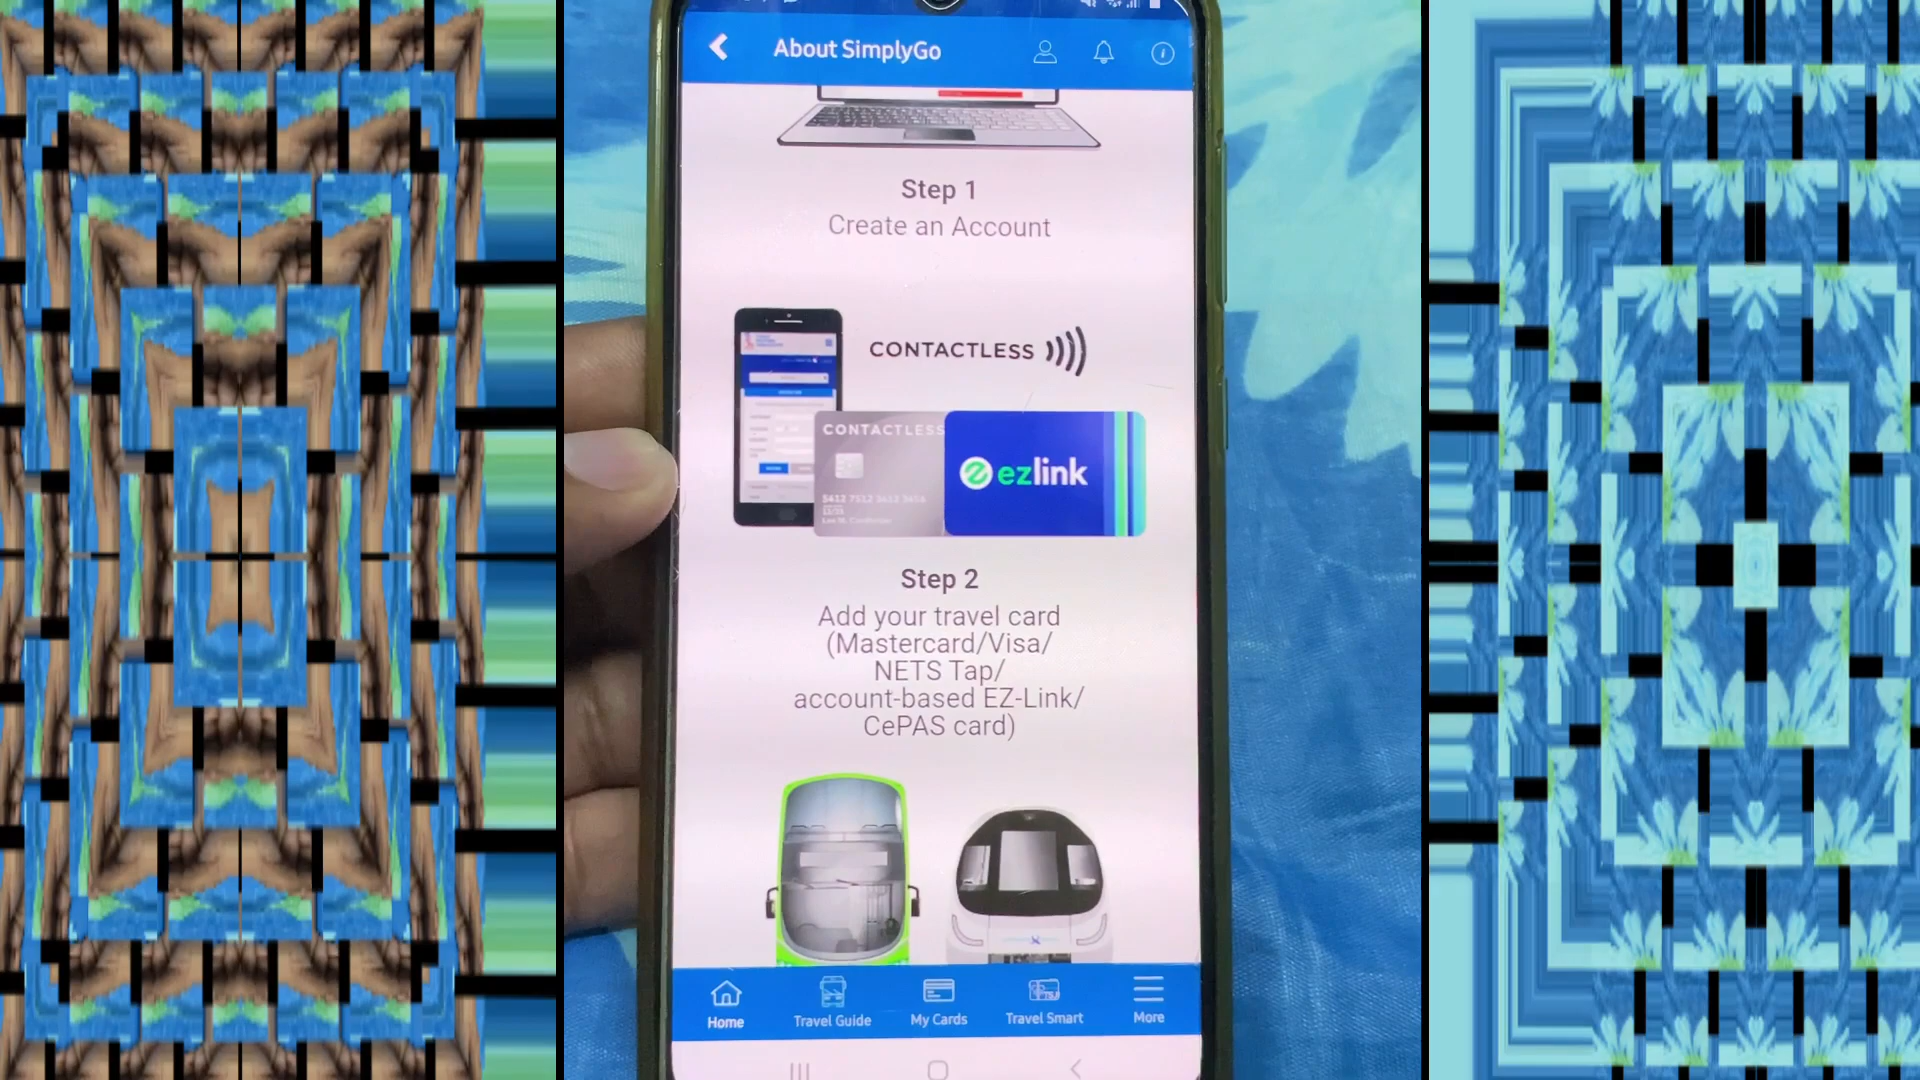 About SimplyGo
Step 1
Create an Account
CONTACTLESS
CONTACTLESS
ezlink
Step 2
Add your travel card
(Mastercard/Visa/
NETS Tap/
account-based EZ-Link/
CePAS card)
Home
Travel Guide
My Cards
Travel Smart
More